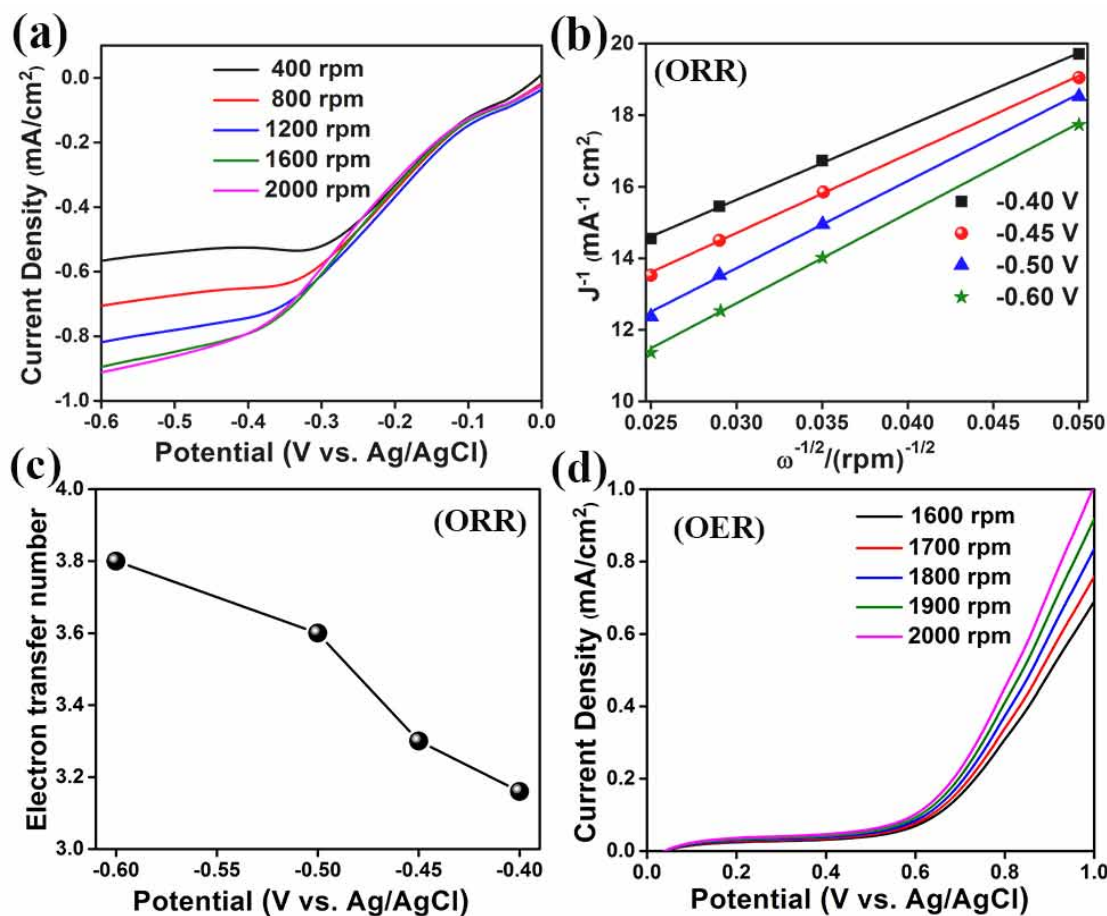 (a)
400 rpm
800 rpm
1200 rpm
1600 rpm
2000 rpm
0.0
-0.2
-0.4
-0.6
-0.8
-1.0
Current Density (mA/cm²)
-0.6 -0.5 -0.4 -0.3 -0.2 -0.1 0.0
Potential (V vs. Ag/AgCl)
(b)
(ORR)
20
18
16
14
12
10
J⁻¹ (mA⁻¹ cm²)
-0.40 V
-0.45 V
-0.50 V
-0.60 V
0.025 0.030 0.035 0.040 0.045 0.050
ω⁻¹/²/(rpm)⁻¹/²
(c)
(ORR)
4.0
3.8
3.6
3.4
3.2
3.0
Electron transfer number
-0.60 -0.55 -0.50 -0.45 -0.40
Potential (V vs. Ag/AgCl)
(d)
(OER)
1600 rpm
1700 rpm
1800 rpm
1900 rpm
2000 rpm
1.0
0.8
0.6
0.4
0.2
0.0
Current Density (mA/cm²)
0.0 0.2 0.4 0.6 0.8 1.0
Potential (V vs. Ag/AgCl)